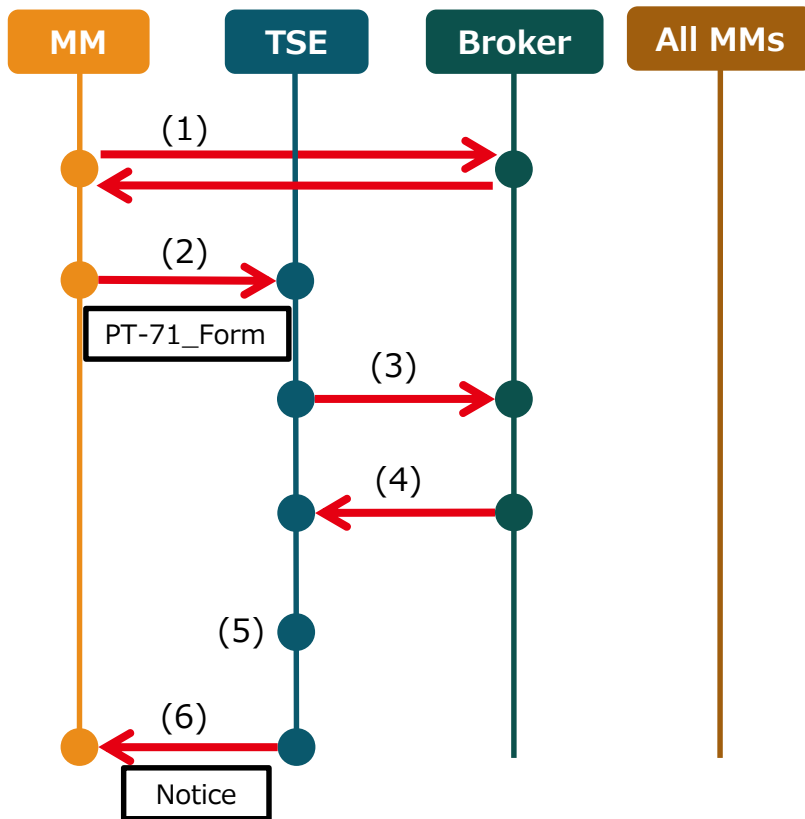 MM
TSE
Broker
All MMs
(1)
(2)
PT-71_Form
(3)
(4)
(5)
(6)
Notice